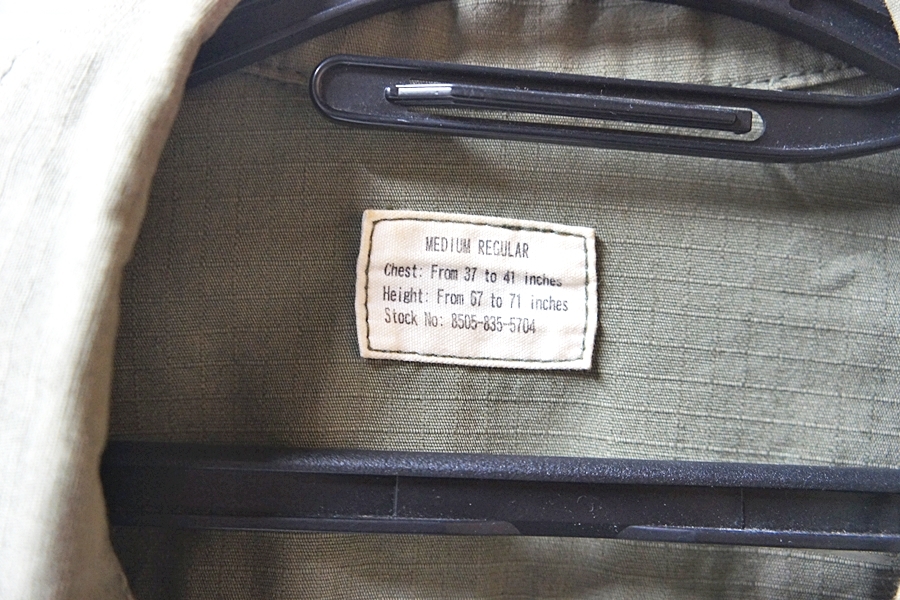 MEDIUM REGULAR
Chest: From 37 to 41 inches
Height: From 67 to 71 inches
Stock No: 8505-835-5704